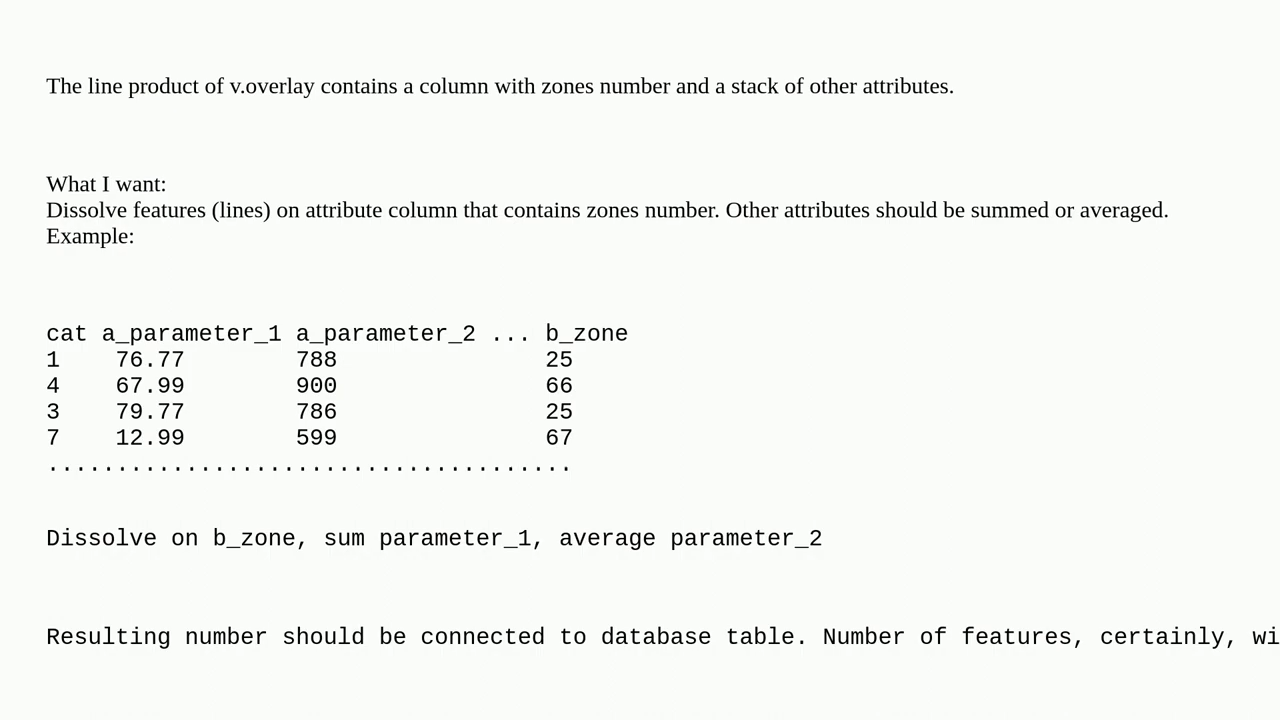 The line product of v.overlay contains a column with zones number and a stack of other attributes.
What I want:
Dissolve features (lines) on attribute column that contains zones number. Other attributes should be summed or averaged.
Example:
cat a_parameter_1 a_parameter_2 ... b_zone
1 76.77 788 25
4 67.99 900 66
3 79.77 786 25
7 12.99 599 67
......................................
Dissolve on b_zone, sum parameter_1, average parameter_2
Resulting number should be connected to database table. Number of features, certainly,